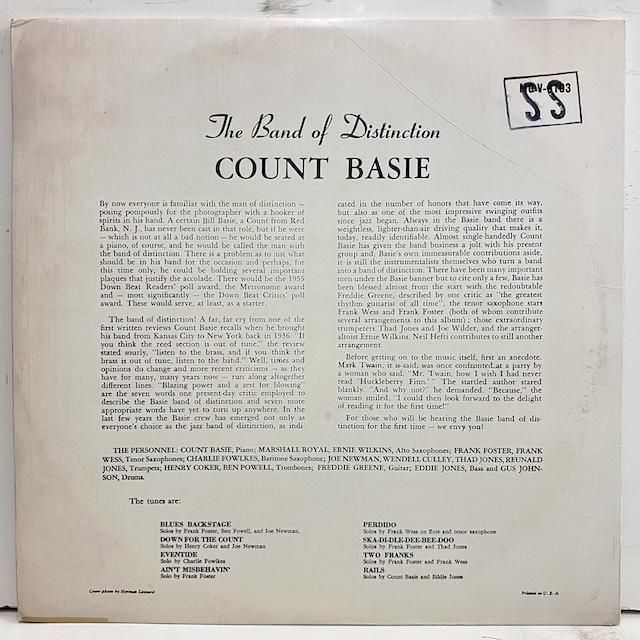 MG V-8103
SS
The Band of Distinction
COUNT BASIE
By now everyone is familiar with the man of distinction —
posing pompously for the photographer with a hooker of
spirits in his hand. A certain Bill Basie, a Count from Red
Bank, N. J., has never been cast in that role, but if he were
— which is not at all a bad notion — he would be seated at
a piano, of course, and he would be called the man with
the band of distinction. There is a problem as to just what
should be in his band for the occasion and perhaps, for
this time only, he could be holding several important
plaques that justify the accolade. There would be the 1955
Down Beat Readers' poll award, the Metronome award
and — most significantly — the Down Beat Critics' poll
award. These would serve, at least, as a starter.
The band of distinction! A far, far cry from one of the
first written reviews Count Basie recalls when he brought
his band from Kansas City to New York back in 1936. "If
you think the reed section is out of tune," the review
stated sourly, "listen to the brass, and if you think the
brass is out of tune, listen to the band." Well, times and
opinions do change and more recent criticisms — as they
have for many, many years now — run along altogether
different lines. "Blazing power and a zest for blowing"
are the seven words one present-day critic employed to
describe the Basie band of distinction and seven more
appropriate words have yet to turn up anywhere. In the
last few years the Basie crew has emerged not only as
everyone's choice as the jazz band of distinction, as indi-
cated in the number of honors that have come its way,
but also as one of the most impressive swinging outfits
since jazz began. Always in the Basie band there is a
weightless, lighter-than-air driving quality that makes it,
today, readily identifiable. Almost single-handedly Count
Basie has given the band business a jolt with his present
group and, Basie's own immeasurable contributions aside,
it is still the instrumentalists themselves who turn a band
into a band of distinction. There have been many important
men under the Basie banner but to cite only a few, Basie has
been blessed almost from the start with the redoubtable
Freddie Greene, described by one critic as "the greatest
rhythm guitarist of all time"; the tenor saxophone stars
Frank Wess and Frank Foster (both of whom contribute
several arrangements to this album); those extraordinary
trumpeters Thad Jones and Joe Wilder, and the arranger-
altoist Ernie Wilkins. Neil Hefti contributes to still another
arrangement.
Before getting on to the music itself, first an anecdote.
Mark Twain, it is said, was once confronted at a party by
a woman who said, "Mr. Twain, how I wish I had never
read 'Huckleberry Finn.'" The startled author stared
blankly. "And why not?" he demanded. "Because," the
woman smiled, "I could then look forward to the delight
of reading it for the first time!"
For those who will be hearing the Basie band of dis-
tinction for the first time — we envy you!
THE PERSONNEL: COUNT BASIE, Piano; MARSHALL ROYAL, ERNIE WILKINS, Alto Saxophones; FRANK FOSTER, FRANK
WESS, Tenor Saxophones; CHARLIE FOWLKES, Baritone Saxophone; JOE NEWMAN, WENDELL CULLEY, THAD JONES, REUNALD
JONES, Trumpets; HENRY COKER, BEN POWELL, Trombones; FREDDIE GREENE, Guitar; EDDIE JONES, Bass and GUS JOHN-
SON, Drums.
The tunes are:
BLUES BACKSTAGE
Solos by Frank Foster, Ben Powell, and Joe Newman.
DOWN FOR THE COUNT
Solos by Henry Coker and Joe Newman
EVENTIDE
Solo by Charlie Fowlkes
AIN'T MISBEHAVIN'
Solo by Frank Foster
PERDIDO
Solos by Frank Wess on flute and tenor saxophone
SKA-DI-DLE-DEE-BEE-DOO
Solos by Frank Foster and Thad Jones
TWO FRANKS
Solos by Frank Foster and Frank Wess
RAILS
Solos by Count Basie and Eddie Jones
Cover photo by Herman Leonard
Printed in U. S. A.